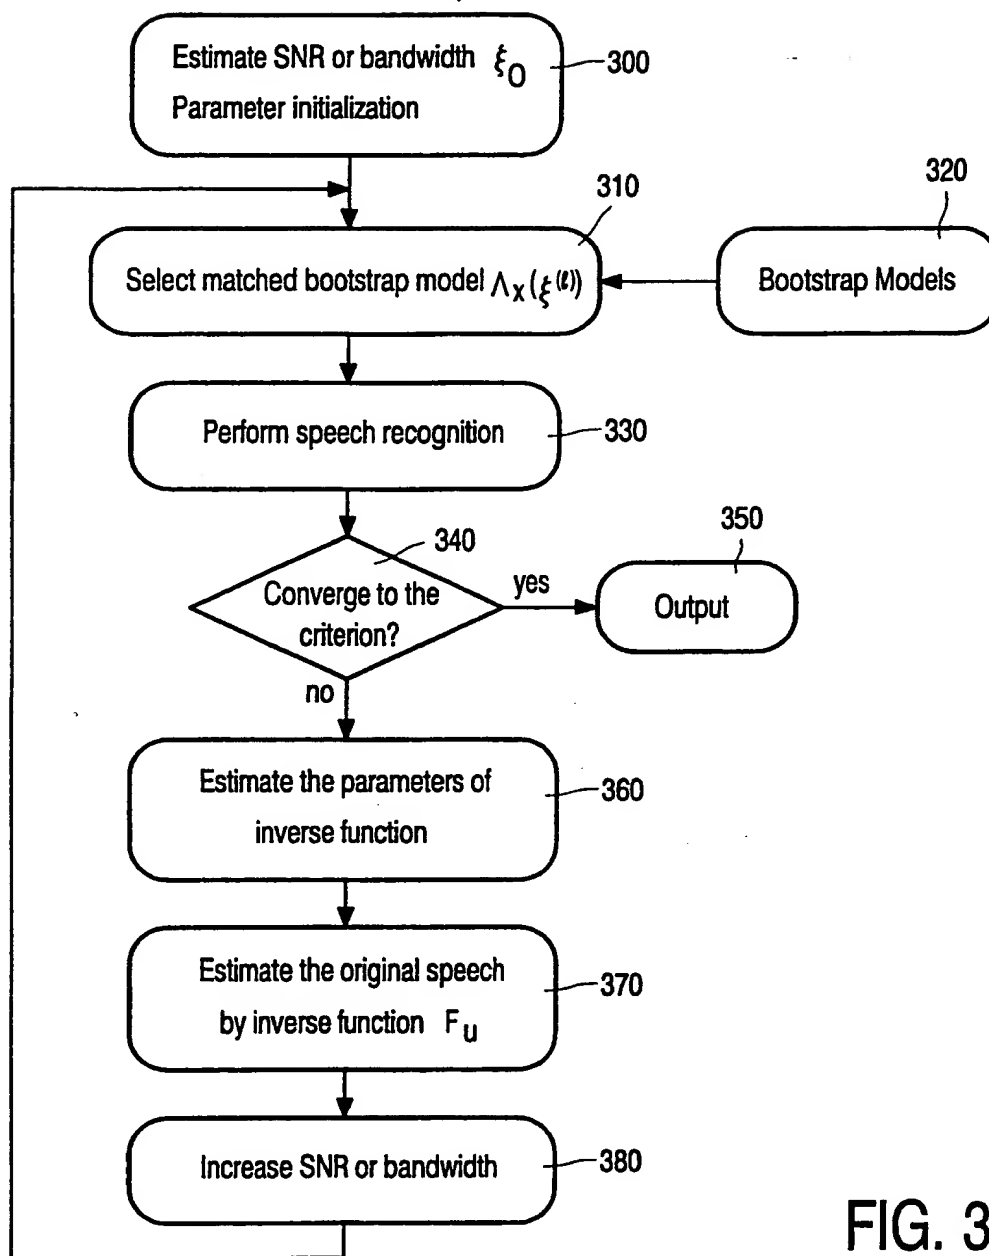 Estimate SNR or bandwidth ξ0
Parameter initialization
300
310
320
Select matched bootstrap model Λx(ξ(ℓ))
Bootstrap Models
Perform speech recognition
330
340
350
Converge to the
criterion?
yes
Output
no
Estimate the parameters of
inverse function
360
Estimate the original speech
by inverse function Fu
370
Increase SNR or bandwidth
380
FIG. 3